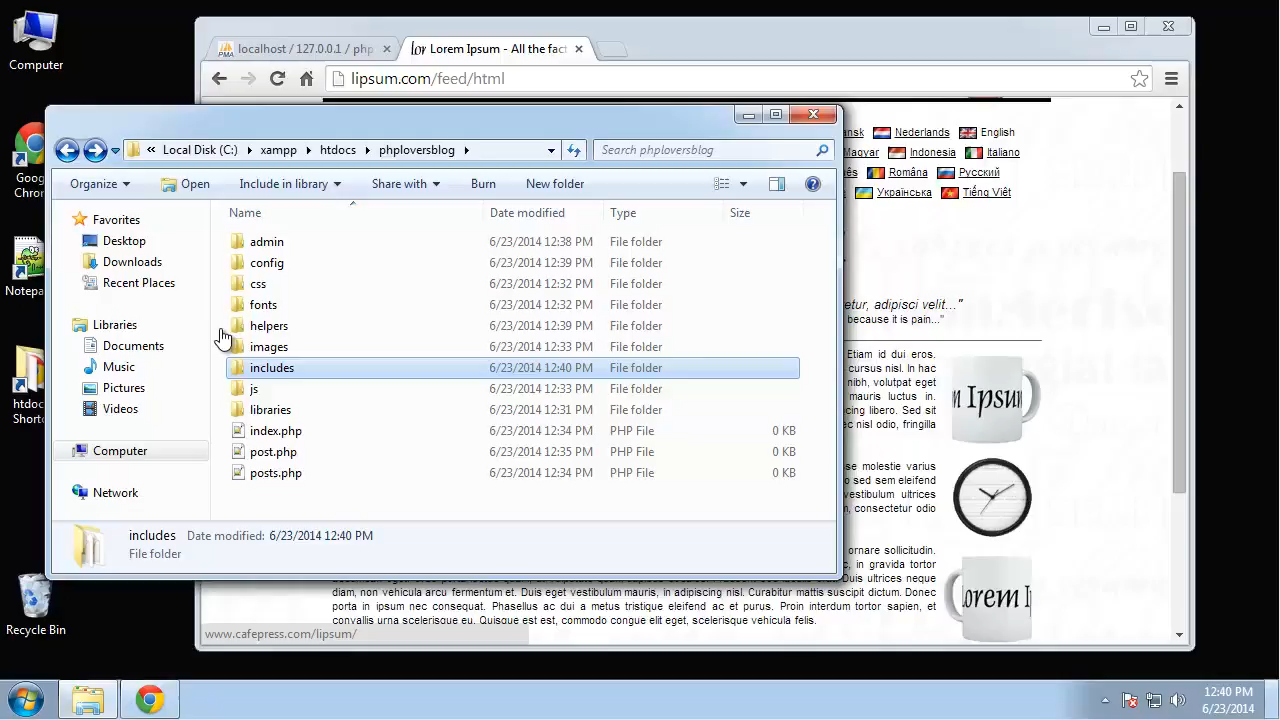 Computer
Goog
Chron
Notepa
htdoc
Shorto
Recycle Bin
localhost / 127.0.0.1 / php
Lorem Ipsum - All the fact
lipsum.com/feed/html
Nederlands English
Magyar Indonesia Italiano
Română Русский
Українська Tiếng Việt
etur, adipisci velit..."
because it is pain..."
Etiam id dui eros.
cursus nisl. In hac
nibh, volutpat eget
mauris luctus in.
scing libero. Sed sit
ec nisl odio, fringilla
se molestie varius
o sed sem eleifend
vestibulum ultrices
n, consectetur odio
ornare sollicitudin.
, in gravida tortor
Duis ultrices neque
diam, non vehicula arcu fermentum et. Duis eget vestibulum mauris, in adipiscing nisl. Curabitur mattis suscipit dictum. Donec
porta in ipsum nec consequat. Phasellus ac dui a metus tristique eleifend ac at purus. Proin interdum tortor sapien, et
convallis urna scelerisque eu. Quisque est est, commodo congue elit eget, scelerisque vehicula felis.
m Ipsum
Lorem I
www.cafepress.com/lipsum/
« Local Disk (C:) xampp htdocs phploversblog
Search phploversblog
Organize Open Include in library Share with Burn New folder
Favorites
Desktop
Downloads
Recent Places
Libraries
Documents
Music
Pictures
Videos
Computer
Network
Name Date modified Type Size
admin 6/23/2014 12:38 PM File folder
config 6/23/2014 12:39 PM File folder
css 6/23/2014 12:32 PM File folder
fonts 6/23/2014 12:32 PM File folder
helpers 6/23/2014 12:39 PM File folder
images 6/23/2014 12:33 PM File folder
includes 6/23/2014 12:40 PM File folder
js 6/23/2014 12:33 PM File folder
libraries 6/23/2014 12:31 PM File folder
index.php 6/23/2014 12:34 PM PHP File 0 KB
post.php 6/23/2014 12:35 PM PHP File 0 KB
posts.php 6/23/2014 12:34 PM PHP File 0 KB
includes Date modified: 6/23/2014 12:40 PM
File folder
12:40 PM
6/23/2014